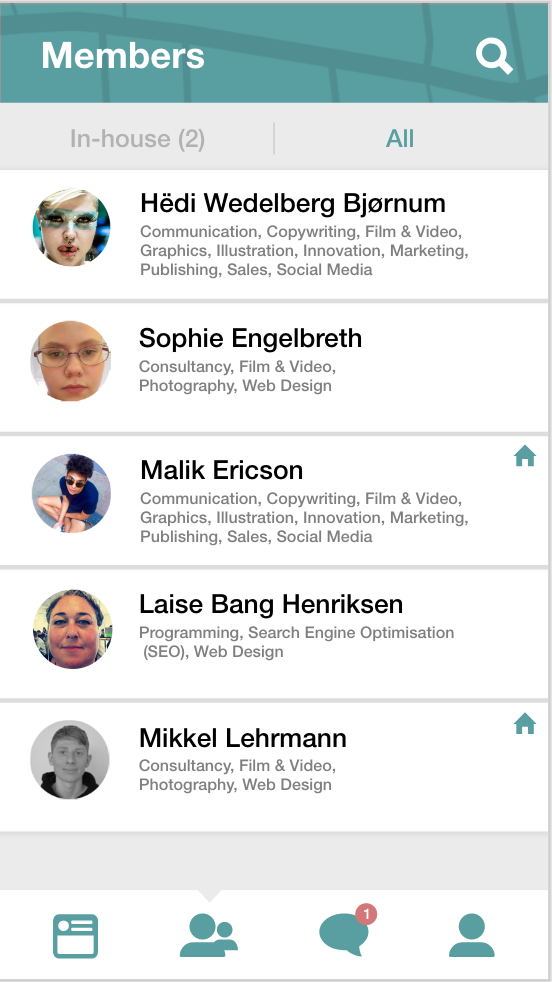 Members
In-house (2)
All
Hëdi Wedelberg Bjørnum
Communication, Copywriting, Film & Video,
Graphics, Illustration, Innovation, Marketing,
Publishing, Sales, Social Media
Sophie Engelbreth
Consultancy, Film & Video,
Photography, Web Design
Malik Ericson
Communication, Copywriting, Film & Video,
Graphics, Illustration, Innovation, Marketing,
Publishing, Sales, Social Media
Laise Bang Henriksen
Programming, Search Engine Optimisation
(SEO), Web Design
Mikkel Lehrmann
Consultancy, Film & Video,
Photography, Web Design
1